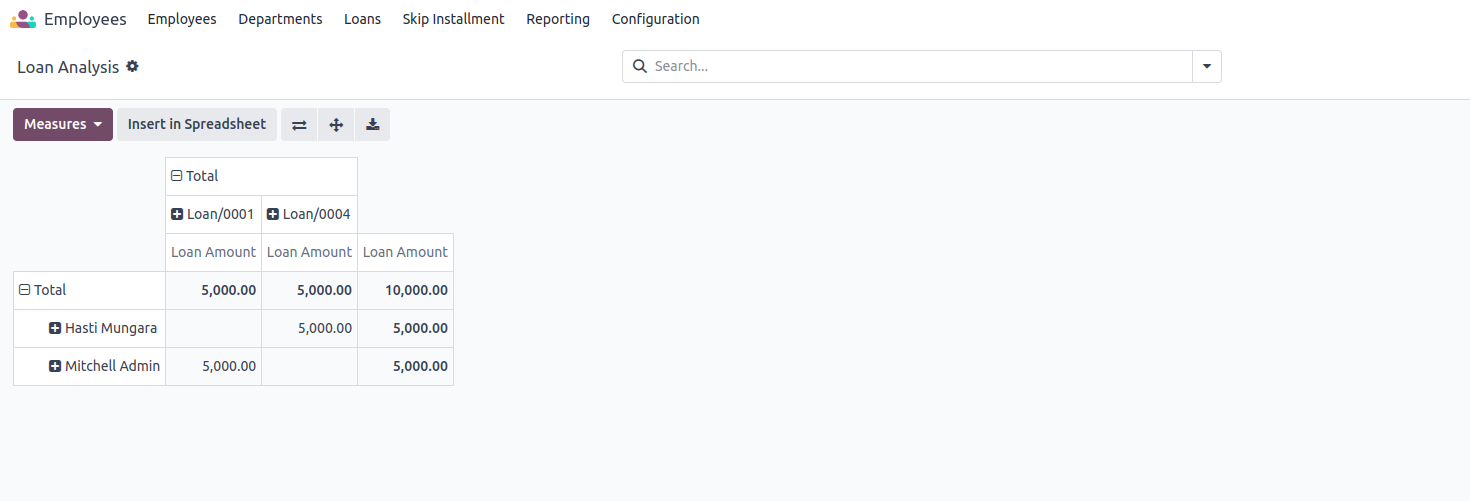 Employees Employees Departments Loans Skip Installment Reporting Configuration
Loan Analysis Search...
Measures Insert in Spreadsheet
Total
Loan/0001 Loan/0004
Loan Amount Loan Amount Loan Amount
Total 5,000.00 5,000.00 10,000.00
Hasti Mungara 5,000.00 5,000.00
Mitchell Admin 5,000.00 5,000.00